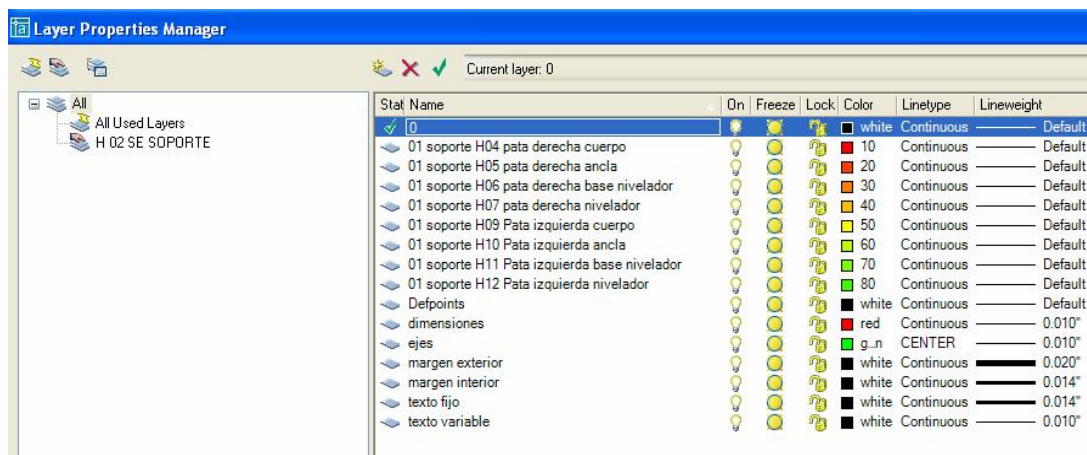 Layer Properties Manager
Current layer: 0
All
All Used Layers
H 02 SE SOPORTE
Stat Name On Freeze Lock Color Linetype Lineweight
0 white Continuous Default
01 soporte H04 pata derecha cuerpo 10 Continuous Default
01 soporte H05 pata derecha ancla 20 Continuous Default
01 soporte H06 pata derecha base nivelador 30 Continuous Default
01 soporte H07 pata derecha nivelador 40 Continuous Default
01 soporte H09 Pata izquierda cuerpo 50 Continuous Default
01 soporte H10 Pata izquierda ancla 60 Continuous Default
01 soporte H11 Pata izquierda base nivelador 70 Continuous Default
01 soporte H12 Pata izquierda nivelador 80 Continuous Default
Defpoints white Continuous Default
dimensiones red Continuous 0.010"
ejes g...n CENTER 0.010"
margen exterior white Continuous 0.020"
margen interior white Continuous 0.014"
texto fijo white Continuous 0.014"
texto variable white Continuous 0.010"